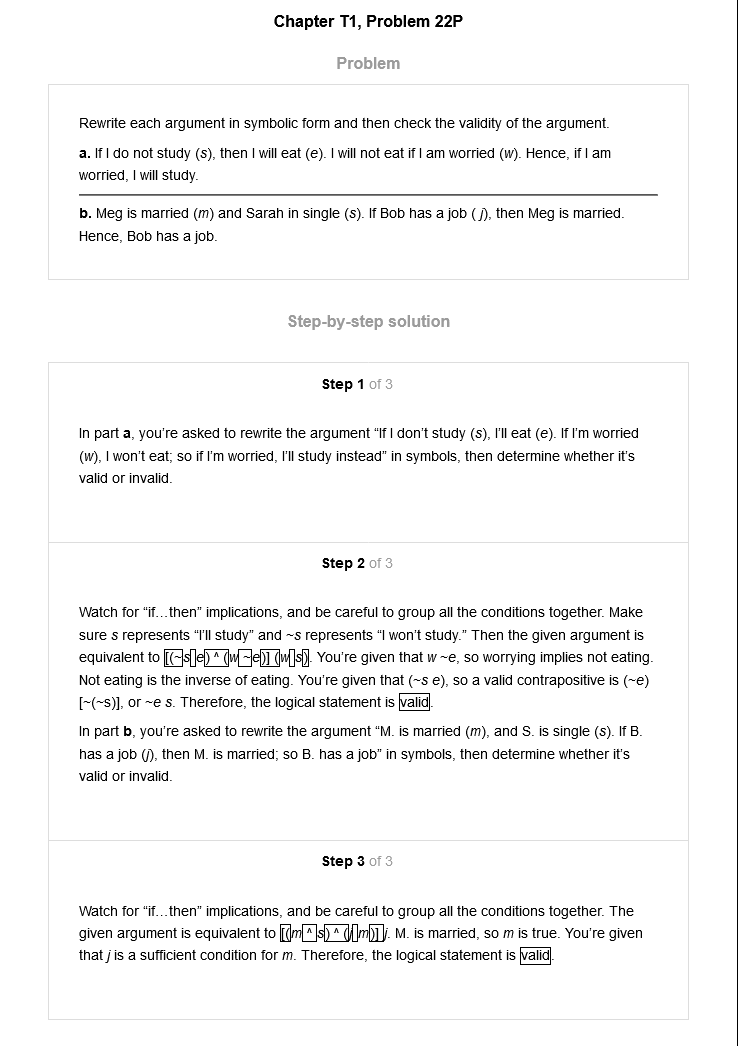 Chapter T1, Problem 22P
Problem
Rewrite each argument in symbolic form and then check the validity of the argument.
a. If I do not study (s), then I will eat (e). I will not eat if I am worried (w). Hence, if I am
worried, I will study.
b. Meg is married (m) and Sarah in single (s). If Bob has a job ( j), then Meg is married.
Hence, Bob has a job.
Step-by-step solution
Step 1 of 3
In part a, you’re asked to rewrite the argument “If I don’t study (s), I’ll eat (e). If I’m worried
(w), I won’t eat; so if I’m worried, I’ll study instead” in symbols, then determine whether it’s
valid or invalid.
Step 2 of 3
Watch for “if…then” implications, and be careful to group all the conditions together. Make
sure s represents “I’ll study” and ~s represents “I won’t study.” Then the given argument is
equivalent to [(~s e) ^ (w ~e)] (w s). You’re given that w ~e, so worrying implies not eating.
Not eating is the inverse of eating. You’re given that (~s e), so a valid contrapositive is (~e)
[~(~s)], or ~e s. Therefore, the logical statement is valid.
In part b, you’re asked to rewrite the argument “M. is married (m), and S. is single (s). If B.
has a job (j), then M. is married; so B. has a job” in symbols, then determine whether it’s
valid or invalid.
Step 3 of 3
Watch for “if…then” implications, and be careful to group all the conditions together. The
given argument is equivalent to [(m ^ s) ^ (j m)] j. M. is married, so m is true. You’re given
that j is a sufficient condition for m. Therefore, the logical statement is valid.